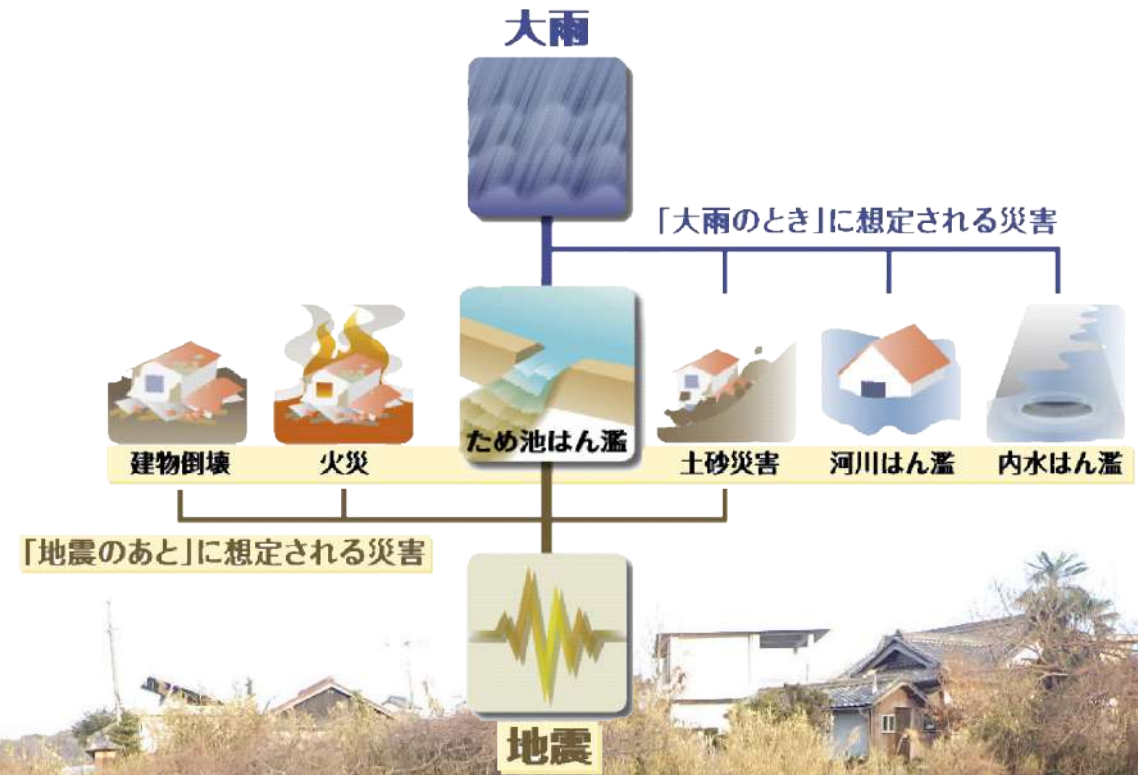 大雨
「大雨のとき」に想定される災害
建物倒壊
火災
ため池はん濫
土砂災害
河川はん濫
内水はん濫
「地震のあと」に想定される災害
地震